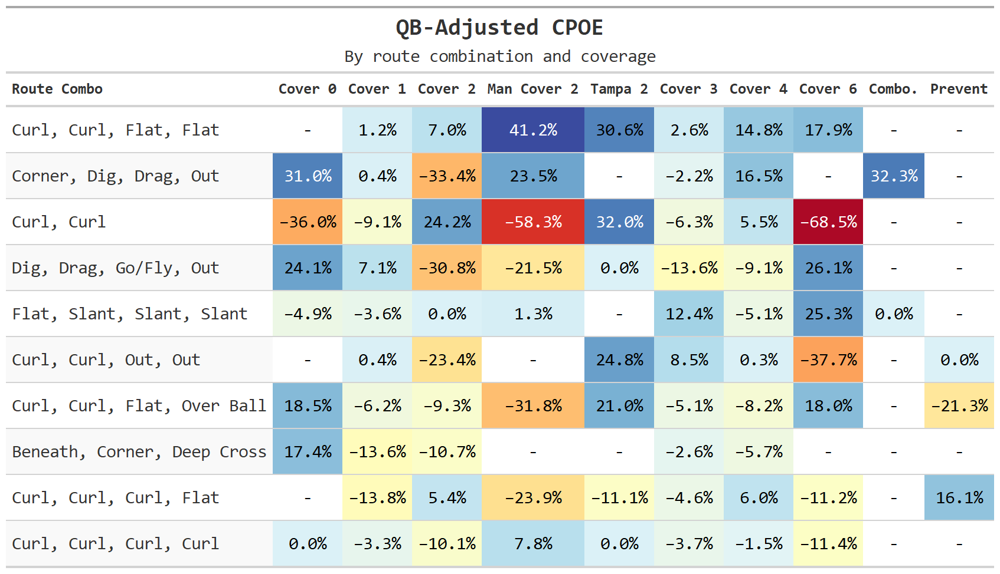 QB-Adjusted CPOE
By route combination and coverage
Route Combo Cover 0 Cover 1 Cover 2 Man Cover 2 Tampa 2 Cover 3 Cover 4 Cover 6 Combo. Prevent
Curl, Curl, Flat, Flat - 1.2% 7.0% 41.2% 30.6% 2.6% 14.8% 17.9% - -
Corner, Dig, Drag, Out 31.0% 0.4% −33.4% 23.5% - −2.2% 16.5% - 32.3% -
Curl, Curl −36.0% −9.1% 24.2% −58.3% 32.0% −6.3% 5.5% −68.5% - -
Dig, Drag, Go/Fly, Out 24.1% 7.1% −30.8% −21.5% 0.0% −13.6% −9.1% 26.1% - -
Flat, Slant, Slant, Slant −4.9% −3.6% 0.0% 1.3% - 12.4% −5.1% 25.3% 0.0% -
Curl, Curl, Out, Out - 0.4% −23.4% - 24.8% 8.5% 0.3% −37.7% - 0.0%
Curl, Curl, Flat, Over Ball 18.5% −6.2% −9.3% −31.8% 21.0% −5.1% −8.2% 18.0% - −21.3%
Beneath, Corner, Deep Cross 17.4% −13.6% −10.7% - - −2.6% −5.7% - - -
Curl, Curl, Curl, Flat - −13.8% 5.4% −23.9% −11.1% −4.6% 6.0% −11.2% - 16.1%
Curl, Curl, Curl, Curl 0.0% −3.3% −10.1% 7.8% 0.0% −3.7% −1.5% −11.4% - -